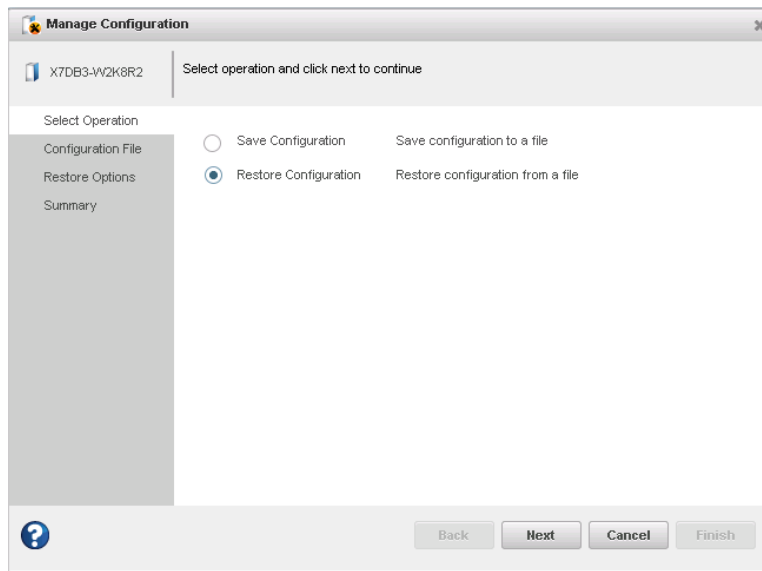 Manage Configuration
X7DB3-W2K8R2
Select operation and click next to continue
Select Operation
Configuration File
Restore Options
Summary
Save Configuration Save configuration to a file
Restore Configuration Restore configuration from a file
? Back Next Cancel Finish